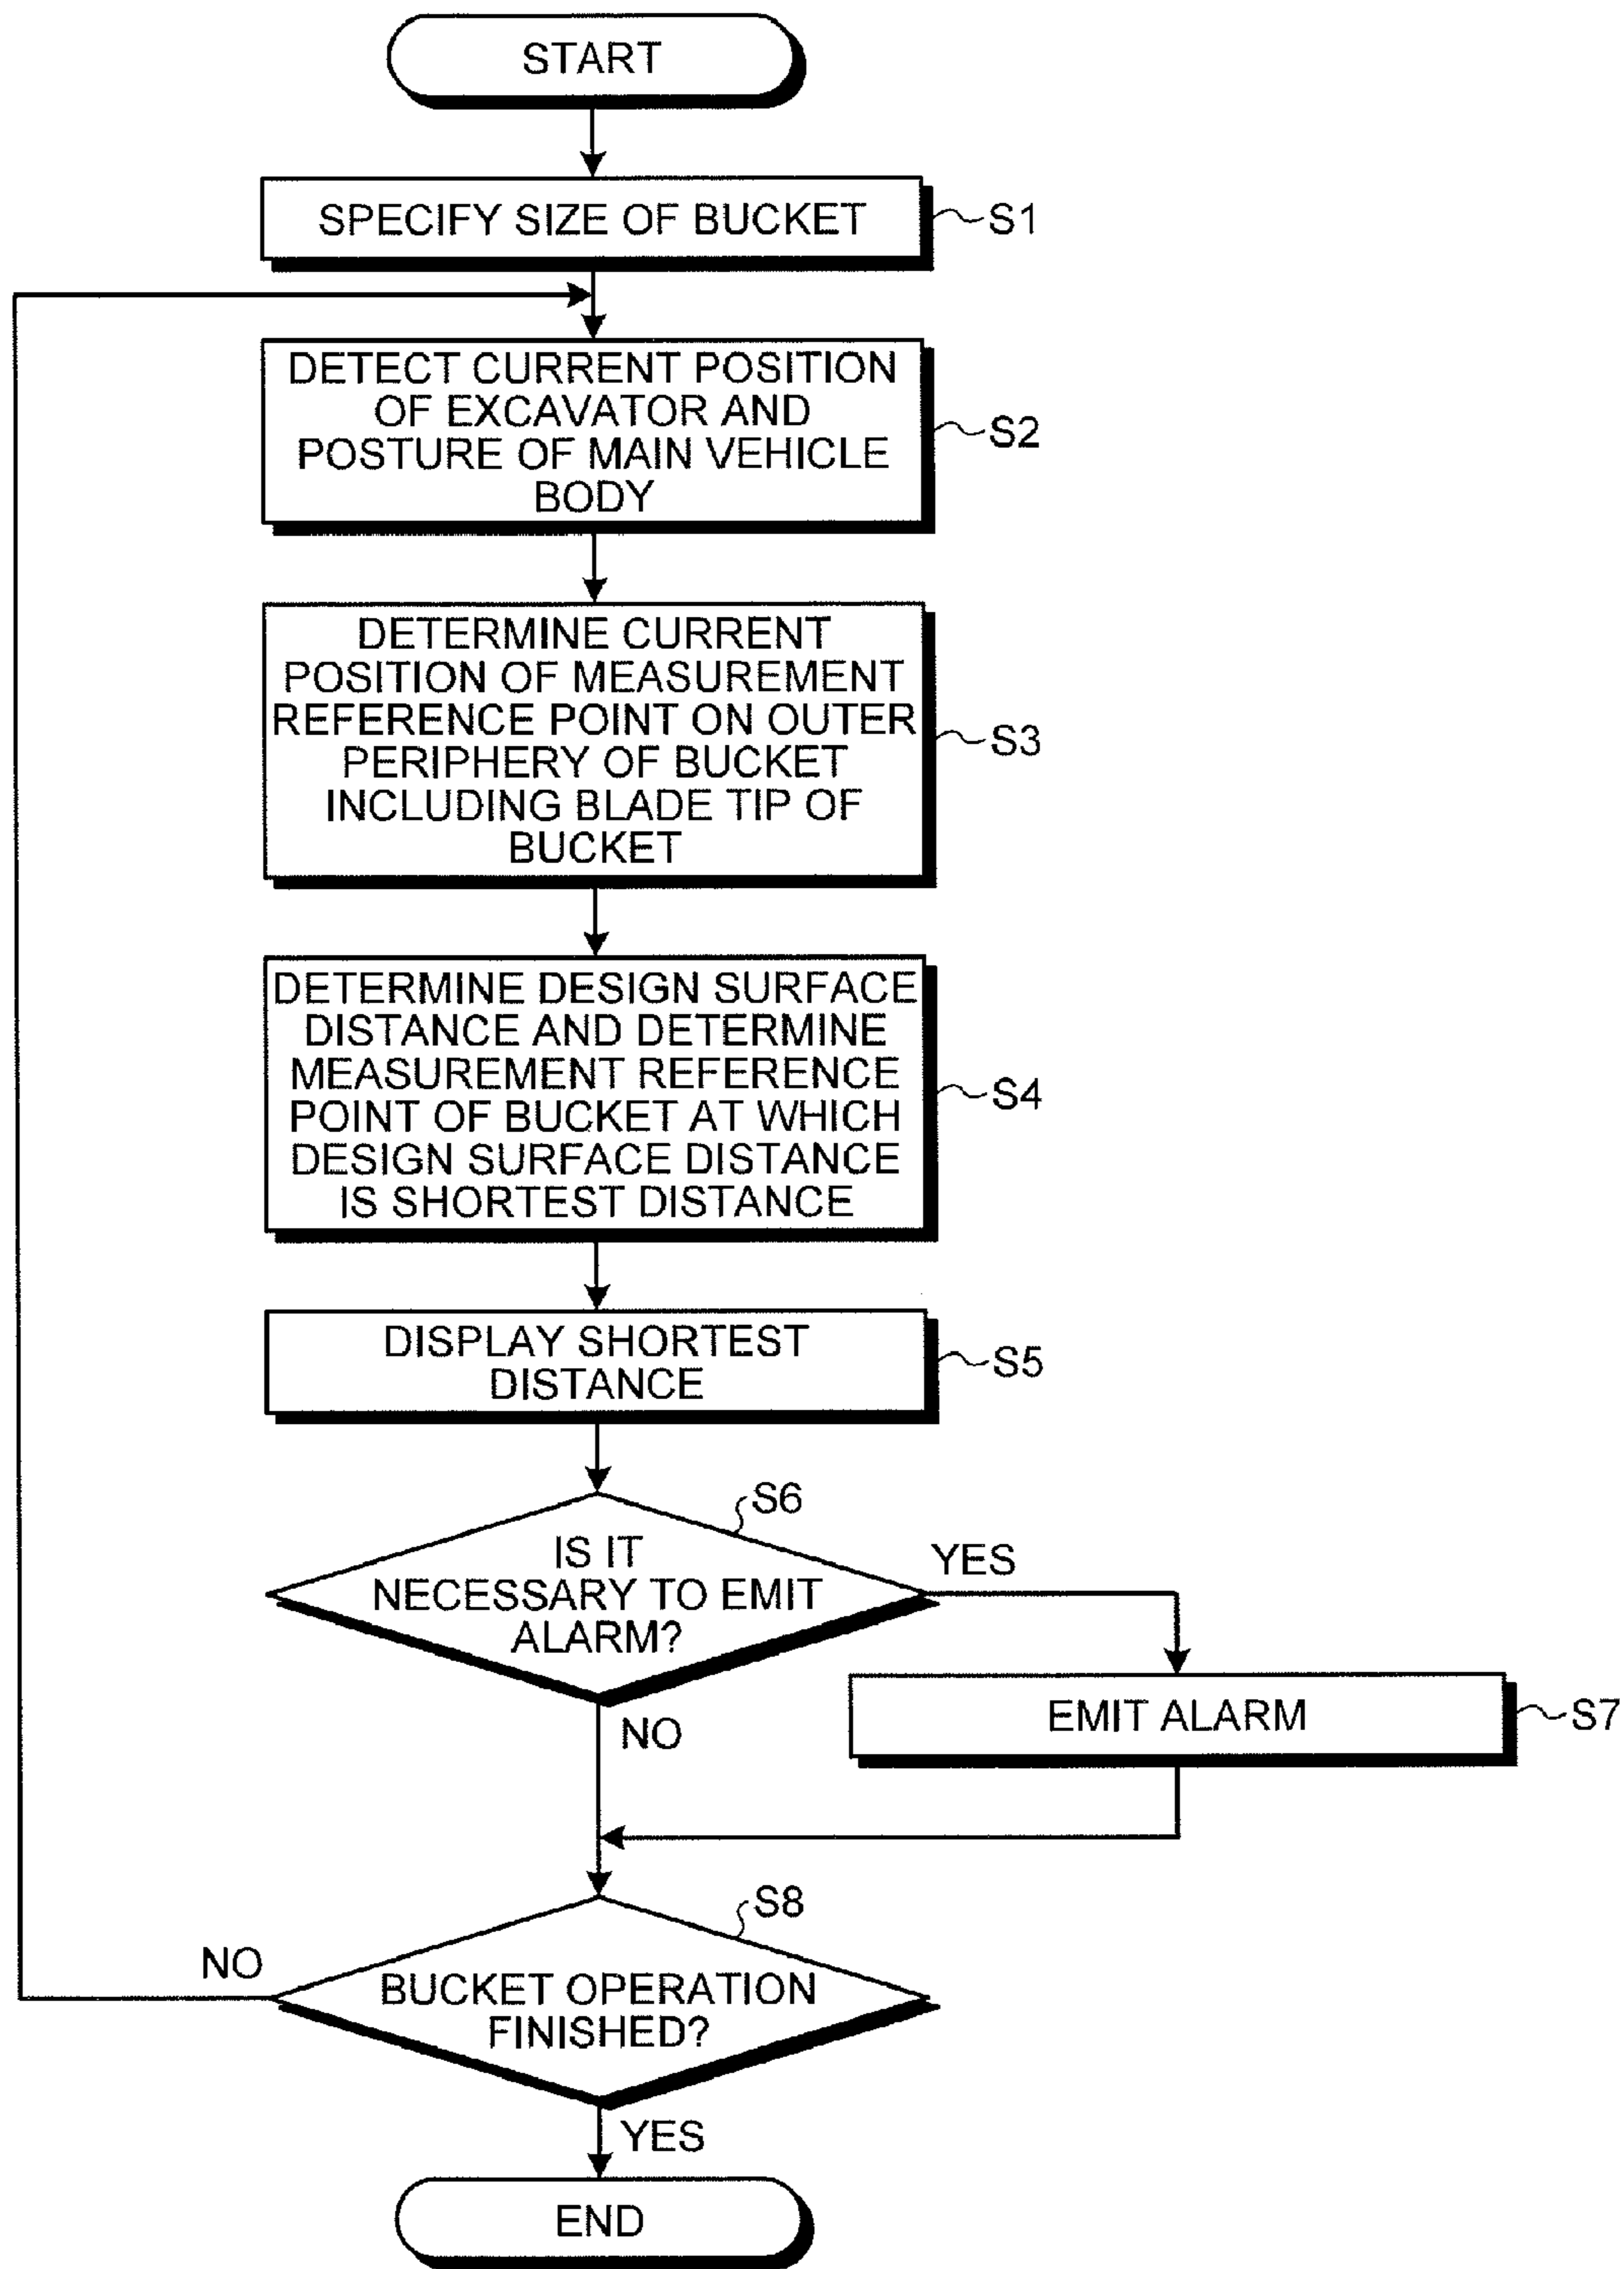 START
SPECIFY SIZE OF BUCKET
S1
DETECT CURRENT POSITION
OF EXCAVATOR AND
POSTURE OF MAIN VEHICLE
BODY
S2
DETERMINE CURRENT
POSITION OF MEASUREMENT
REFERENCE POINT ON OUTER
PERIPHERY OF BUCKET
INCLUDING BLADE TIP OF
BUCKET
S3
DETERMINE DESIGN SURFACE
DISTANCE AND DETERMINE
MEASUREMENT REFERENCE
POINT OF BUCKET AT WHICH
DESIGN SURFACE DISTANCE
IS SHORTEST DISTANCE
S4
DISPLAY SHORTEST
DISTANCE
S5
S6
IS IT
NECESSARY TO EMIT
ALARM?
YES
NO
EMIT ALARM
S7
S8
BUCKET OPERATION
FINISHED?
NO
YES
END